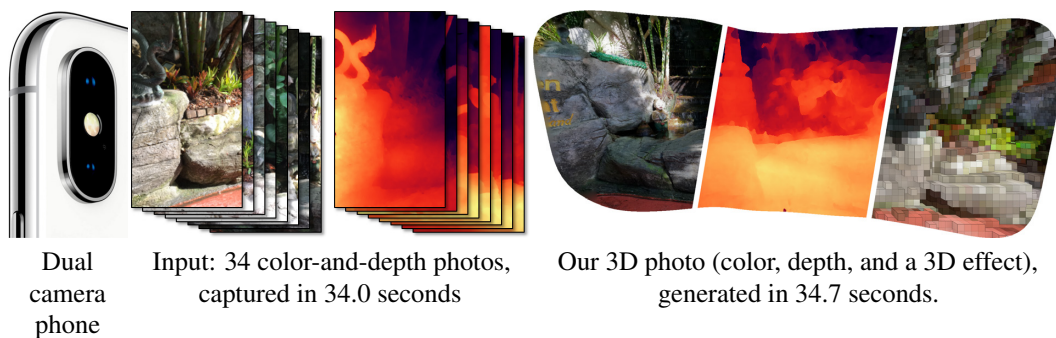 Dual
camera
phone
Input: 34 color-and-depth photos,
captured in 34.0 seconds
Our 3D photo (color, depth, and a 3D effect),
generated in 34.7 seconds.